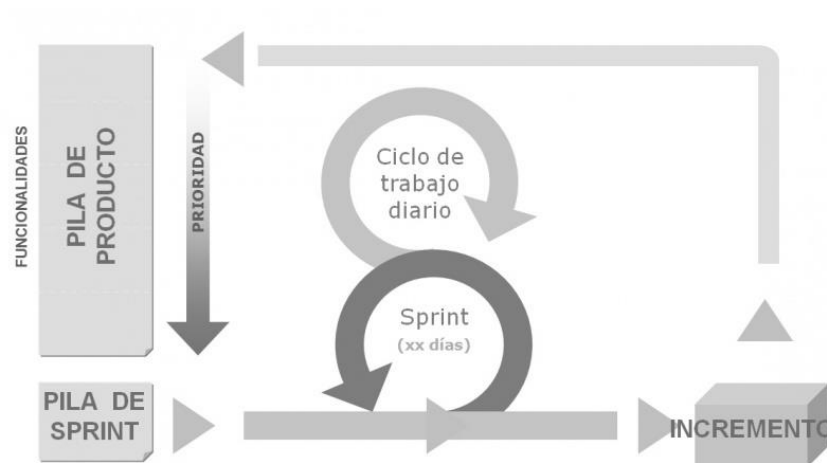 FUNCIONALIDADES
PILA DE
PRODUCTO
PRIORIDAD
Ciclo de
trabajo
diario
Sprint
(xx días)
PILA DE
SPRINT
INCREMENTO